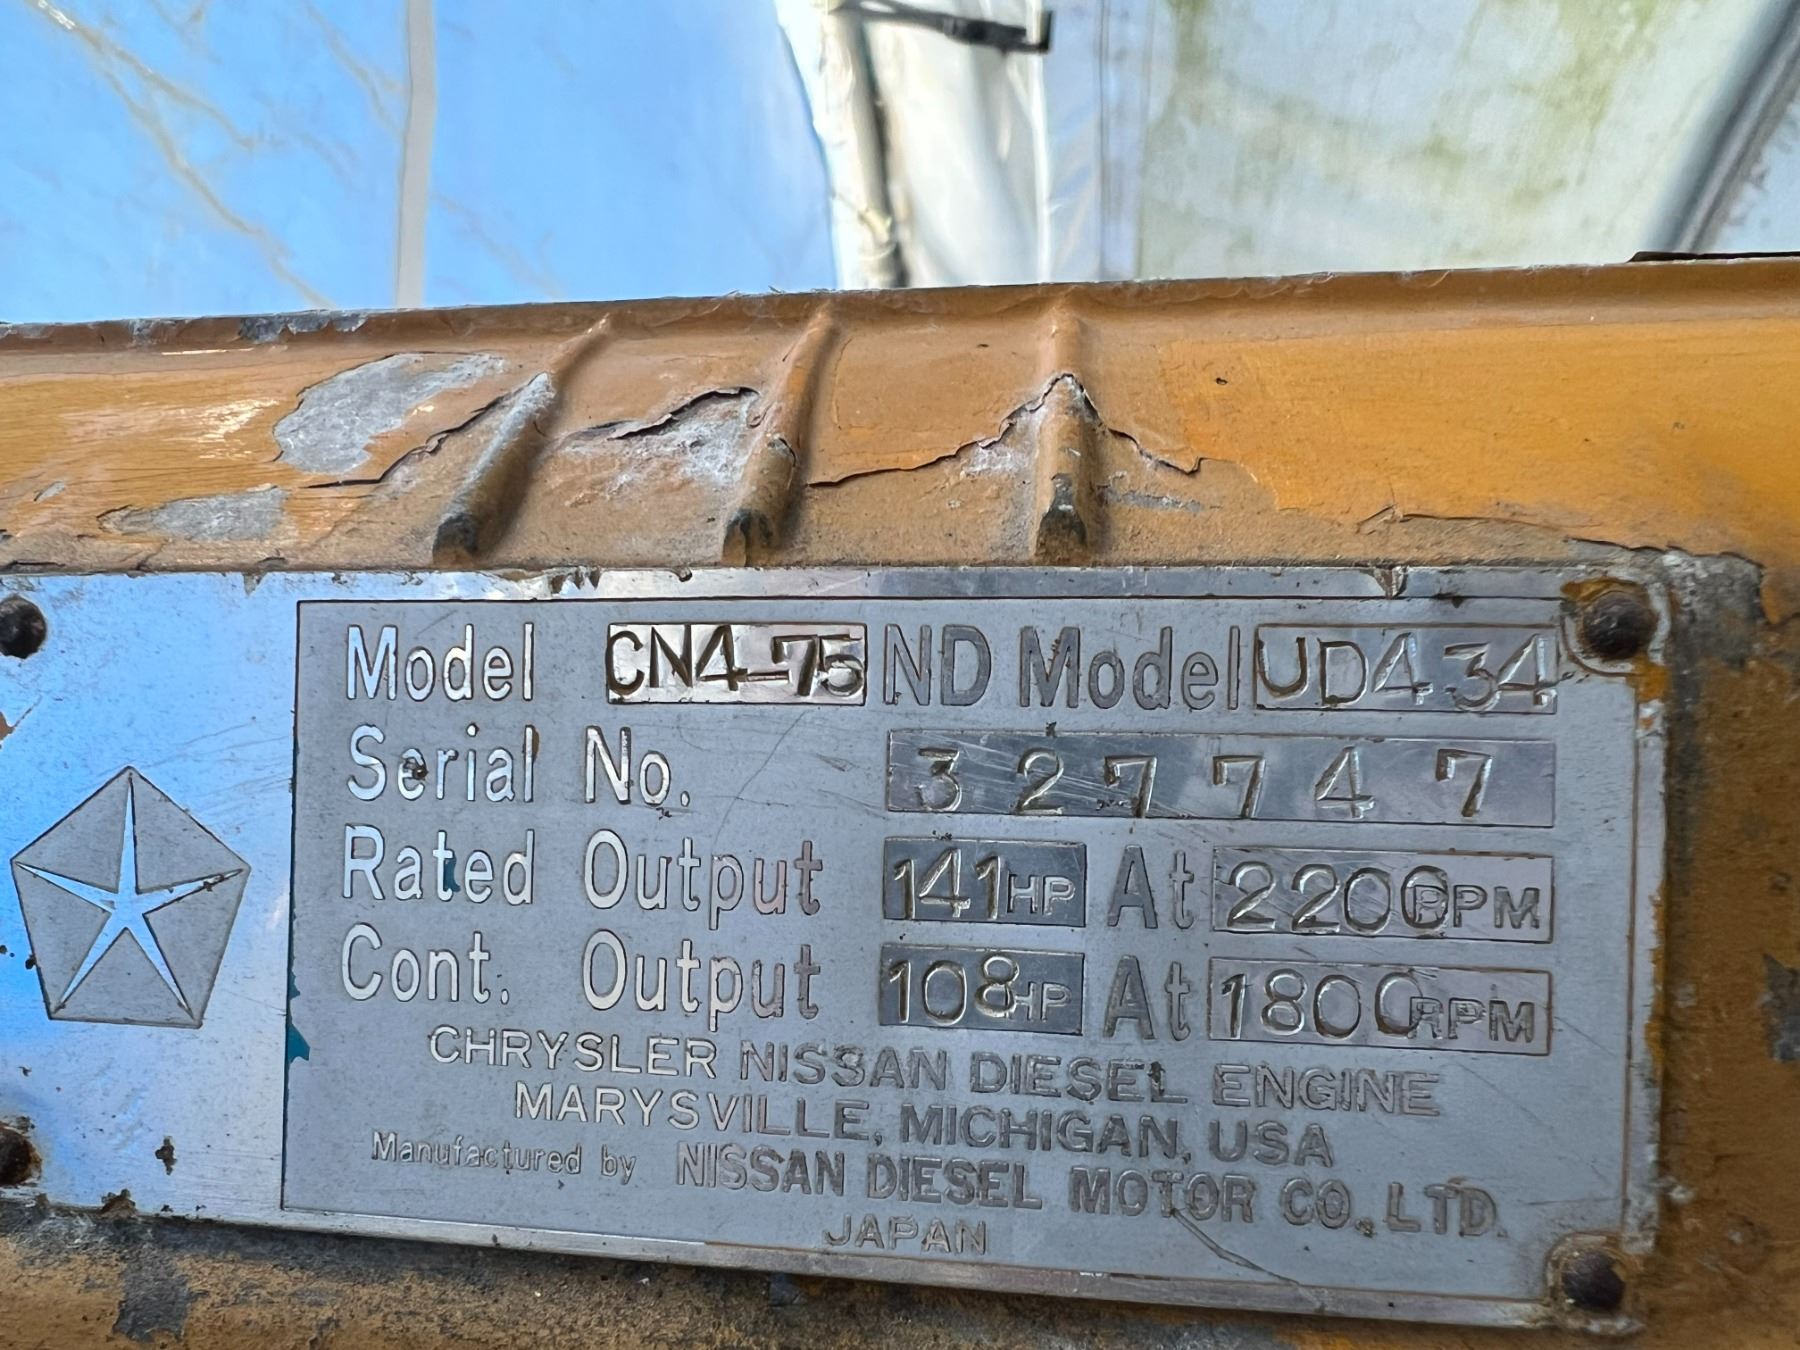 Model CN4-75 ND Model UD434
Serial No. 327747
Rated Output 141HP At 2200RPM
Cont. Output 108HP At 1800RPM
CHRYSLER NISSAN DIESEL ENGINE
MARYSVILLE, MICHIGAN, USA
Manufactured by NISSAN DIESEL MOTOR CO., LTD.
JAPAN